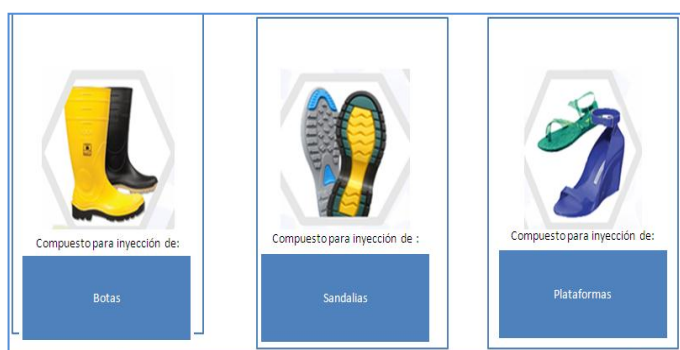 Compuesto para inyección de:
Botas
Compuesto para inyección de :
Sandalias
Compuesto para inyección de:
Plataformas